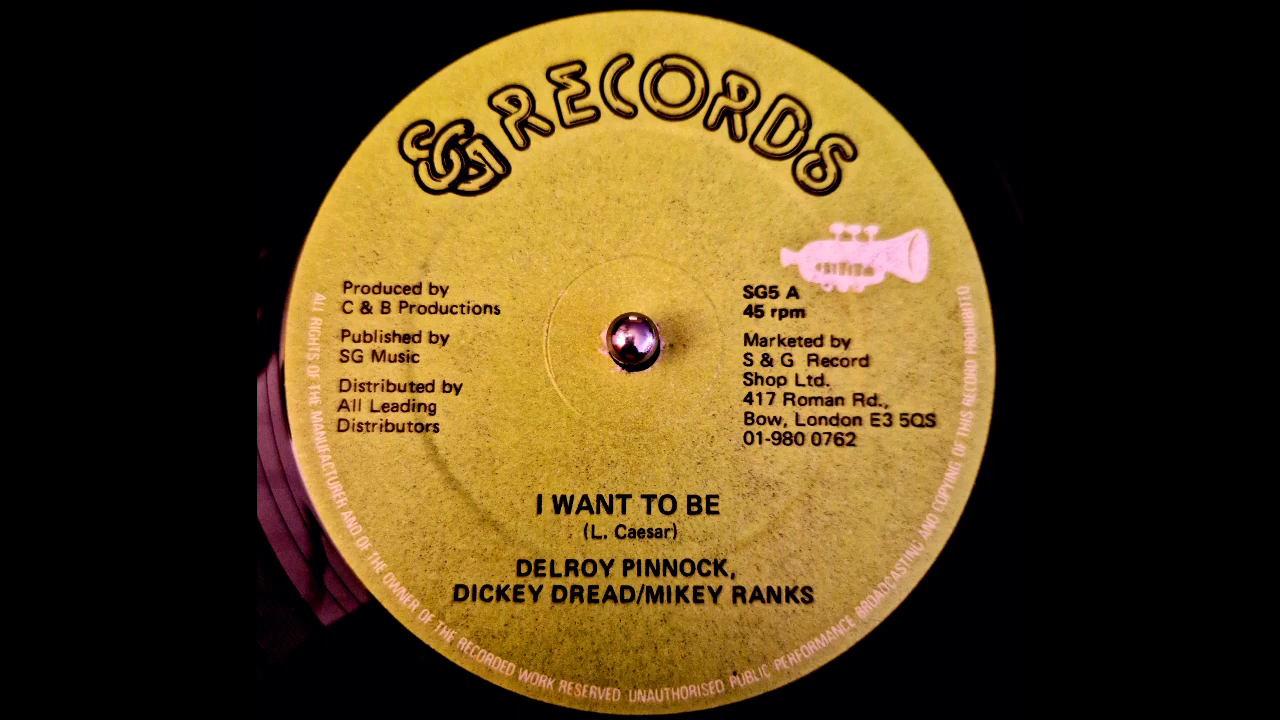 SG RECORDS
Produced by
C & B Productions
Published by
SG Music
Distributed by
All Leading
Distributors
SG5 A
45 rpm
Marketed by
S & G Record
Shop Ltd.
417 Roman Rd.,
Bow, London E3 5QS
01-980 0762
I WANT TO BE
(L. Caesar)
DELROY PINNOCK,
DICKEY DREAD/MIKEY RANKS
ALL RIGHTS OF THE MANUFACTURER AND OF THE OWNER OF THE RECORDED WORK RESERVED UNAUTHORISED PUBLIC PERFORMANCE BROADCASTING AND COPYING OF THIS RECORD PROHIBITED